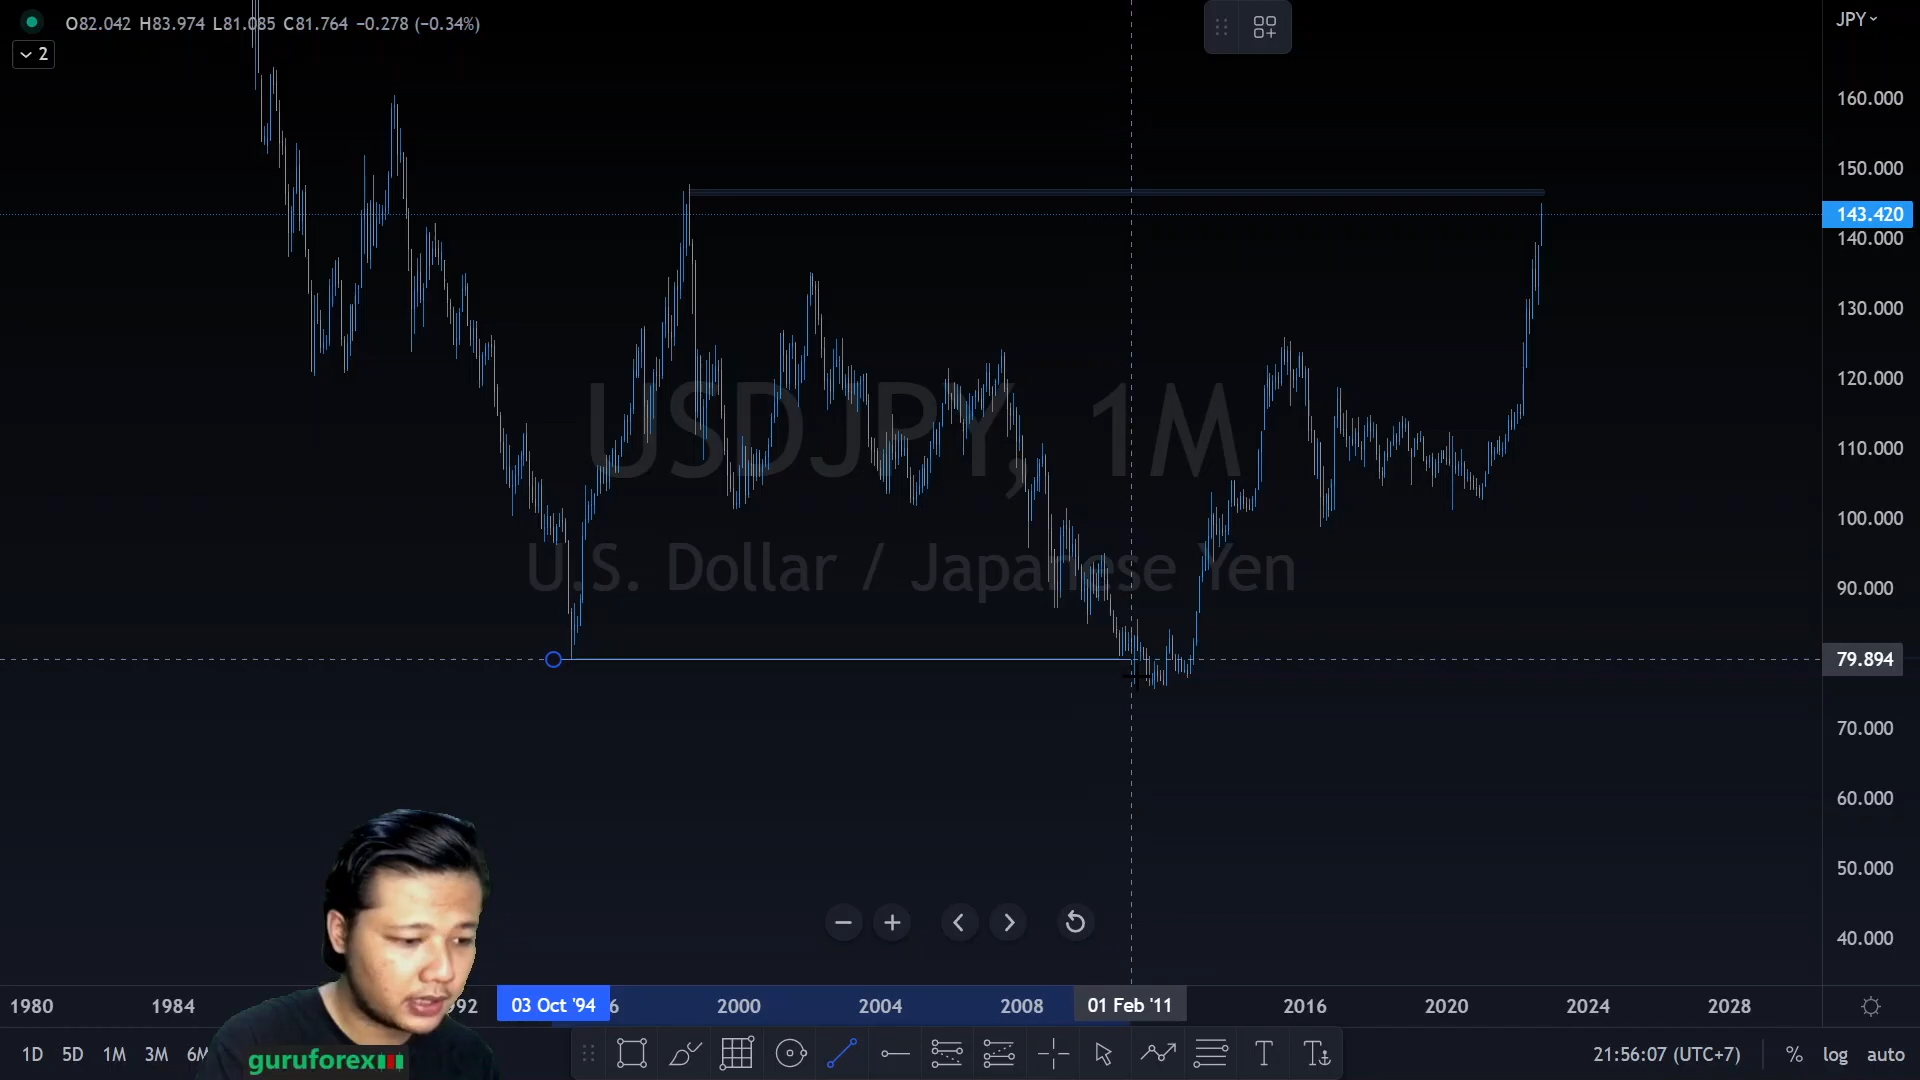 O82.042 H83.974 L81.085 C81.764 −0.278 (−0.34%)
2
JPY
160.000
150.000
143.420
140.000
130.000
120.000
110.000
100.000
90.000
79.894
70.000
60.000
50.000
40.000
USDJPY, 1M
U.S. Dollar / Japanese Yen
1980 1984 92 03 Oct '94 6 2000 2004 2008 01 Feb '11 2016 2020 2024 2028
1D 5D 1M 3M 6M
guruforex
T T
21:56:07 (UTC+7) % log auto